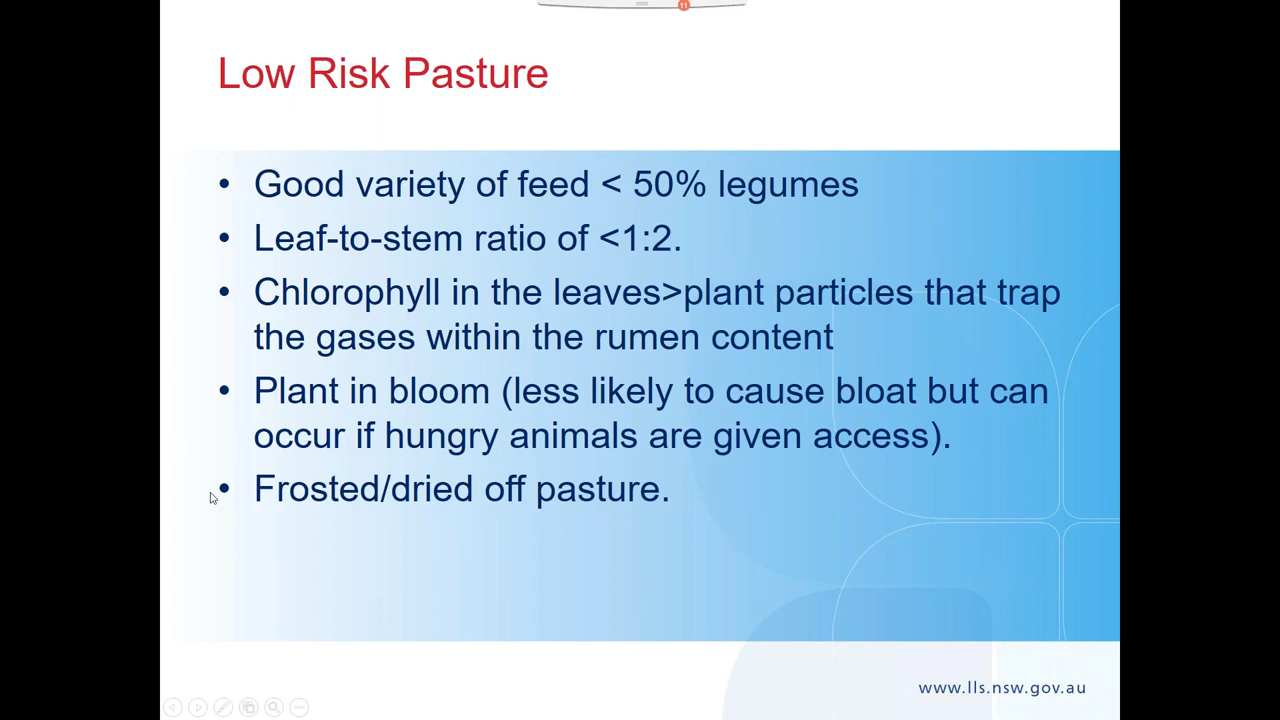 11
Low Risk Pasture
• Good variety of feed < 50% legumes
• Leaf-to-stem ratio of <1:2.
• Chlorophyll in the leaves>plant particles that trap
the gases within the rumen content
• Plant in bloom (less likely to cause bloat but can
occur if hungry animals are given access).
• Frosted/dried off pasture.
www.lls.nsw.gov.au